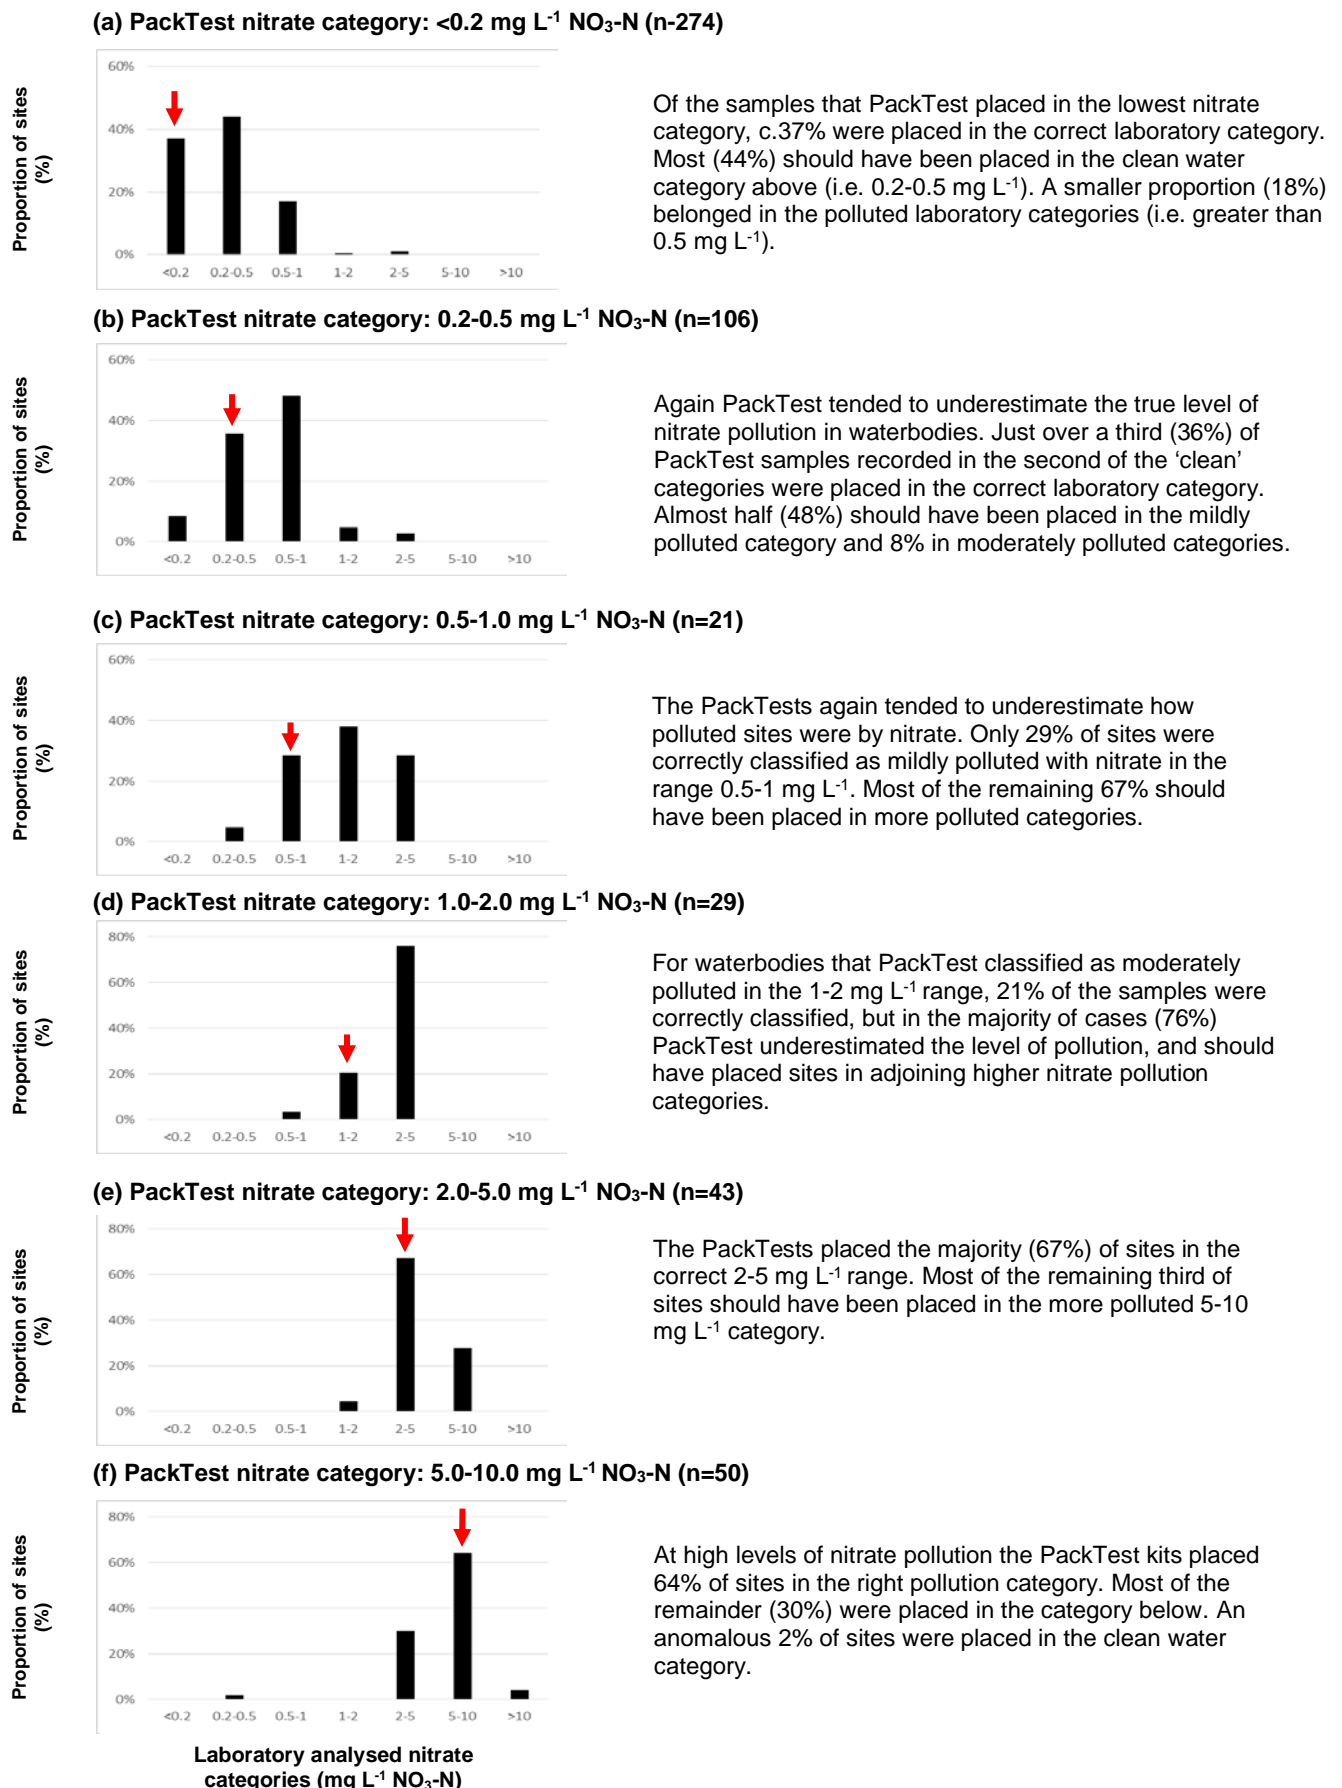 (a) PackTest nitrate category: <0.2 mg L-1 NO3-N (n-274)
Proportion of sites
(%)
60%
40%
20%
0%
<0.2 0.2-0.5 0.5-1 1-2 2-5 5-10 >10
Of the samples that PackTest placed in the lowest nitrate
category, c.37% were placed in the correct laboratory category.
Most (44%) should have been placed in the clean water
category above (i.e. 0.2-0.5 mg L-1). A smaller proportion (18%)
belonged in the polluted laboratory categories (i.e. greater than
0.5 mg L-1).
(b) PackTest nitrate category: 0.2-0.5 mg L-1 NO3-N (n=106)
Proportion of sites
(%)
60%
40%
20%
0%
<0.2 0.2-0.5 0.5-1 1-2 2-5 5-10 >10
Again PackTest tended to underestimate the true level of
nitrate pollution in waterbodies. Just over a third (36%) of
PackTest samples recorded in the second of the ‘clean’
categories were placed in the correct laboratory category.
Almost half (48%) should have been placed in the mildly
polluted category and 8% in moderately polluted categories.
(c) PackTest nitrate category: 0.5-1.0 mg L-1 NO3-N (n=21)
Proportion of sites
(%)
60%
40%
20%
0%
<0.2 0.2-0.5 0.5-1 1-2 2-5 5-10 >10
The PackTests again tended to underestimate how
polluted sites were by nitrate. Only 29% of sites were
correctly classified as mildly polluted with nitrate in the
range 0.5-1 mg L-1. Most of the remaining 67% should
have been placed in more polluted categories.
(d) PackTest nitrate category: 1.0-2.0 mg L-1 NO3-N (n=29)
Proportion of sites
(%)
80%
60%
40%
20%
0%
<0.2 0.2-0.5 0.5-1 1-2 2-5 5-10 >10
For waterbodies that PackTest classified as moderately
polluted in the 1-2 mg L-1 range, 21% of the samples were
correctly classified, but in the majority of cases (76%)
PackTest underestimated the level of pollution, and should
have placed sites in adjoining higher nitrate pollution
categories.
(e) PackTest nitrate category: 2.0-5.0 mg L-1 NO3-N (n=43)
Proportion of sites
(%)
80%
60%
40%
20%
0%
<0.2 0.2-0.5 0.5-1 1-2 2-5 5-10 >10
The PackTests placed the majority (67%) of sites in the
correct 2-5 mg L-1 range. Most of the remaining third of
sites should have been placed in the more polluted 5-10
mg L-1 category.
(f) PackTest nitrate category: 5.0-10.0 mg L-1 NO3-N (n=50)
Proportion of sites
(%)
80%
60%
40%
20%
0%
<0.2 0.2-0.5 0.5-1 1-2 2-5 5-10 >10
At high levels of nitrate pollution the PackTest kits placed
64% of sites in the right pollution category. Most of the
remainder (30%) were placed in the category below. An
anomalous 2% of sites were placed in the clean water
category.
Laboratory analysed nitrate
categories (mg L-1 NO3-N)